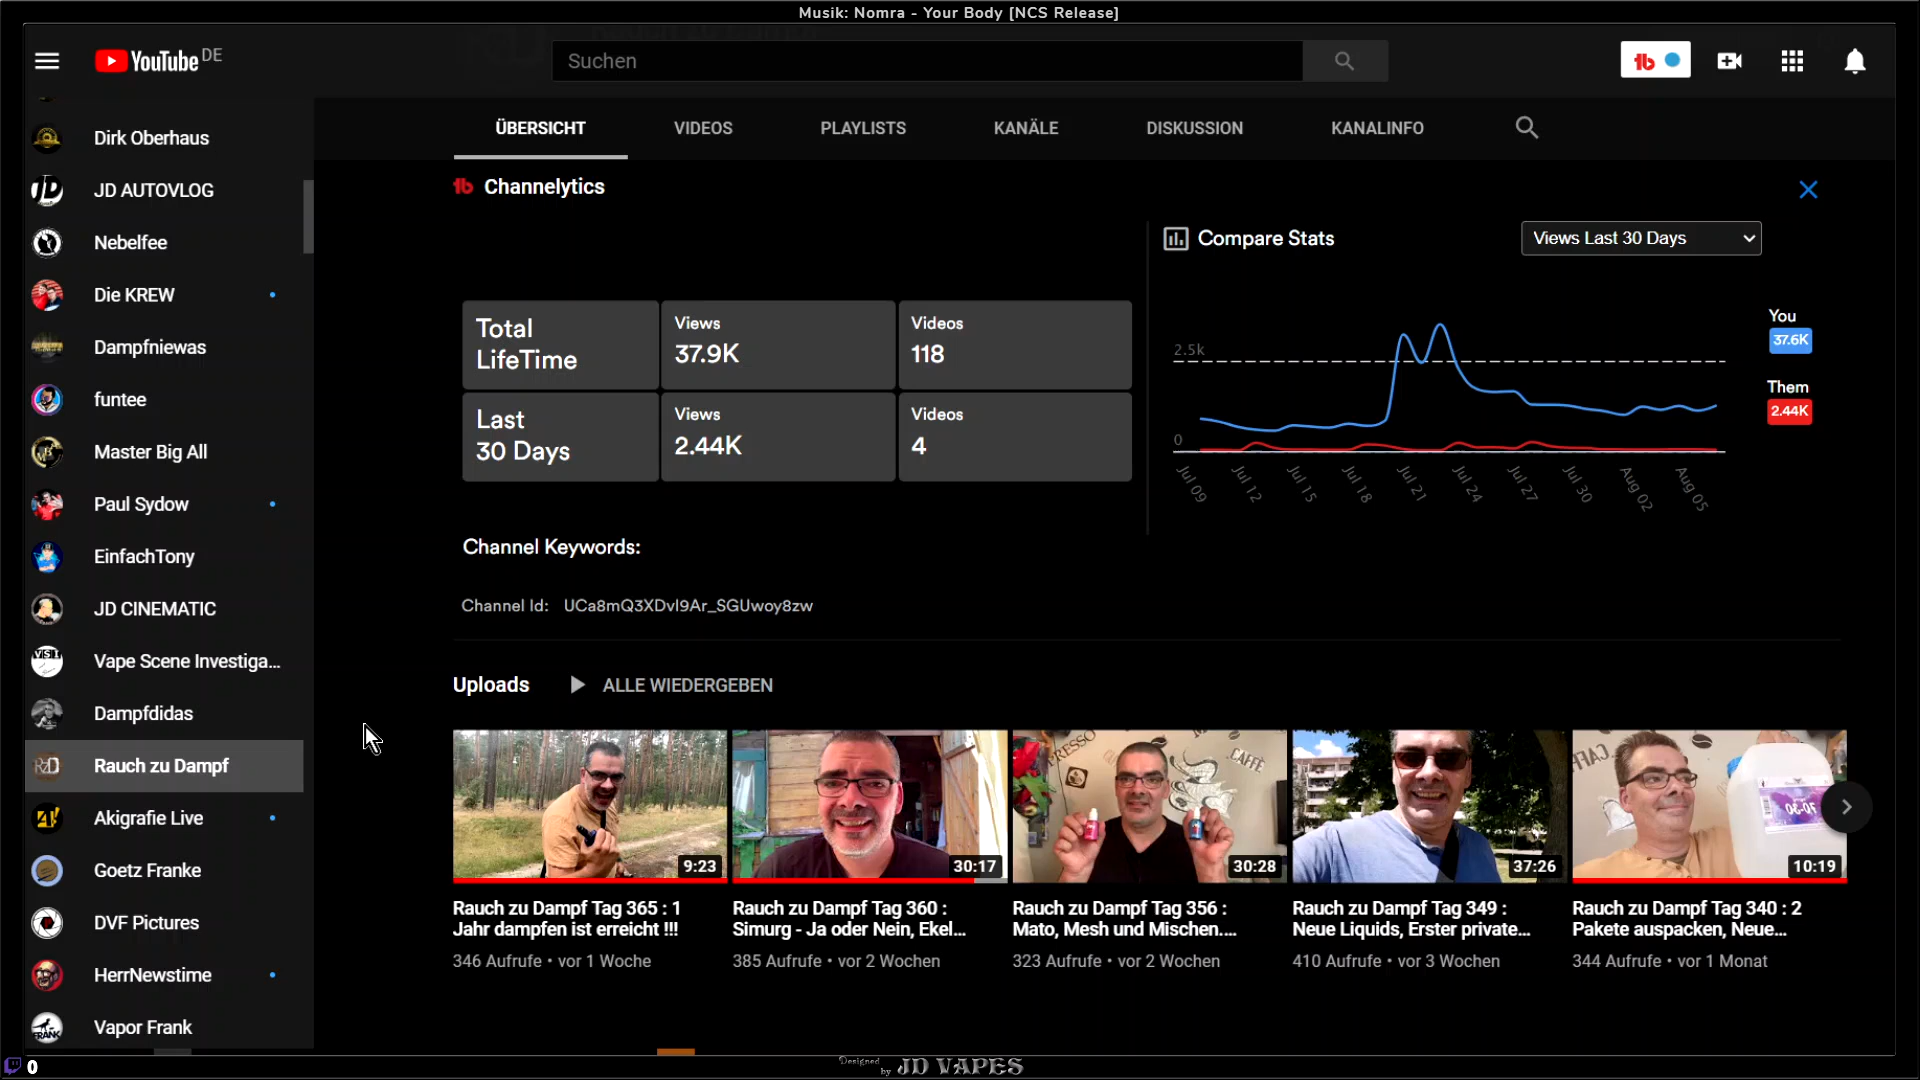 Musik: Nomra - Your Body [NCS Release]
YouTube DE
Suchen
Dirk Oberhaus
JD AUTOVLOG
Nebelfee
Die KREW
Dampfniewas
funtee
Master Big All
Paul Sydow
EinfachTony
JD CINEMATIC
Vape Scene Investiga...
Dampfdidas
Rauch zu Dampf
Akigrafie Live
Goetz Franke
DVF Pictures
HerrNewstime
Vapor Frank
ÜBERSICHT
VIDEOS
PLAYLISTS
KANÄLE
DISKUSSION
KANALINFO
Channelytics
Total
LifeTime
Views
37.9K
Videos
118
Last
30 Days
Views
2.44K
Videos
4
Compare Stats
Views Last 30 Days
2.5k
0
Jul 09
Jul 12
Jul 15
Jul 18
Jul 21
Jul 24
Jul 27
Jul 30
Aug 02
Aug 05
You
37.6K
Them
2.44K
Channel Keywords:
Channel Id: UCa8mQ3XDvI9Ar_SGUwoy8zw
Uploads
ALLE WIEDERGEBEN
9:23
Rauch zu Dampf Tag 365 : 1
Jahr dampfen ist erreicht !!!
346 Aufrufe • vor 1 Woche
30:17
Rauch zu Dampf Tag 360 :
Simurg - Ja oder Nein, Ekel...
385 Aufrufe • vor 2 Wochen
CAFFÈ
30:28
Rauch zu Dampf Tag 356 :
Mato, Mesh und Mischen....
323 Aufrufe • vor 2 Wochen
37:26
Rauch zu Dampf Tag 349 :
Neue Liquids, Erster private...
410 Aufrufe • vor 3 Wochen
10:19
Rauch zu Dampf Tag 340 : 2
Pakete auspacken, Neue...
344 Aufrufe • vor 1 Monat
0
Designed
by JD VAPES